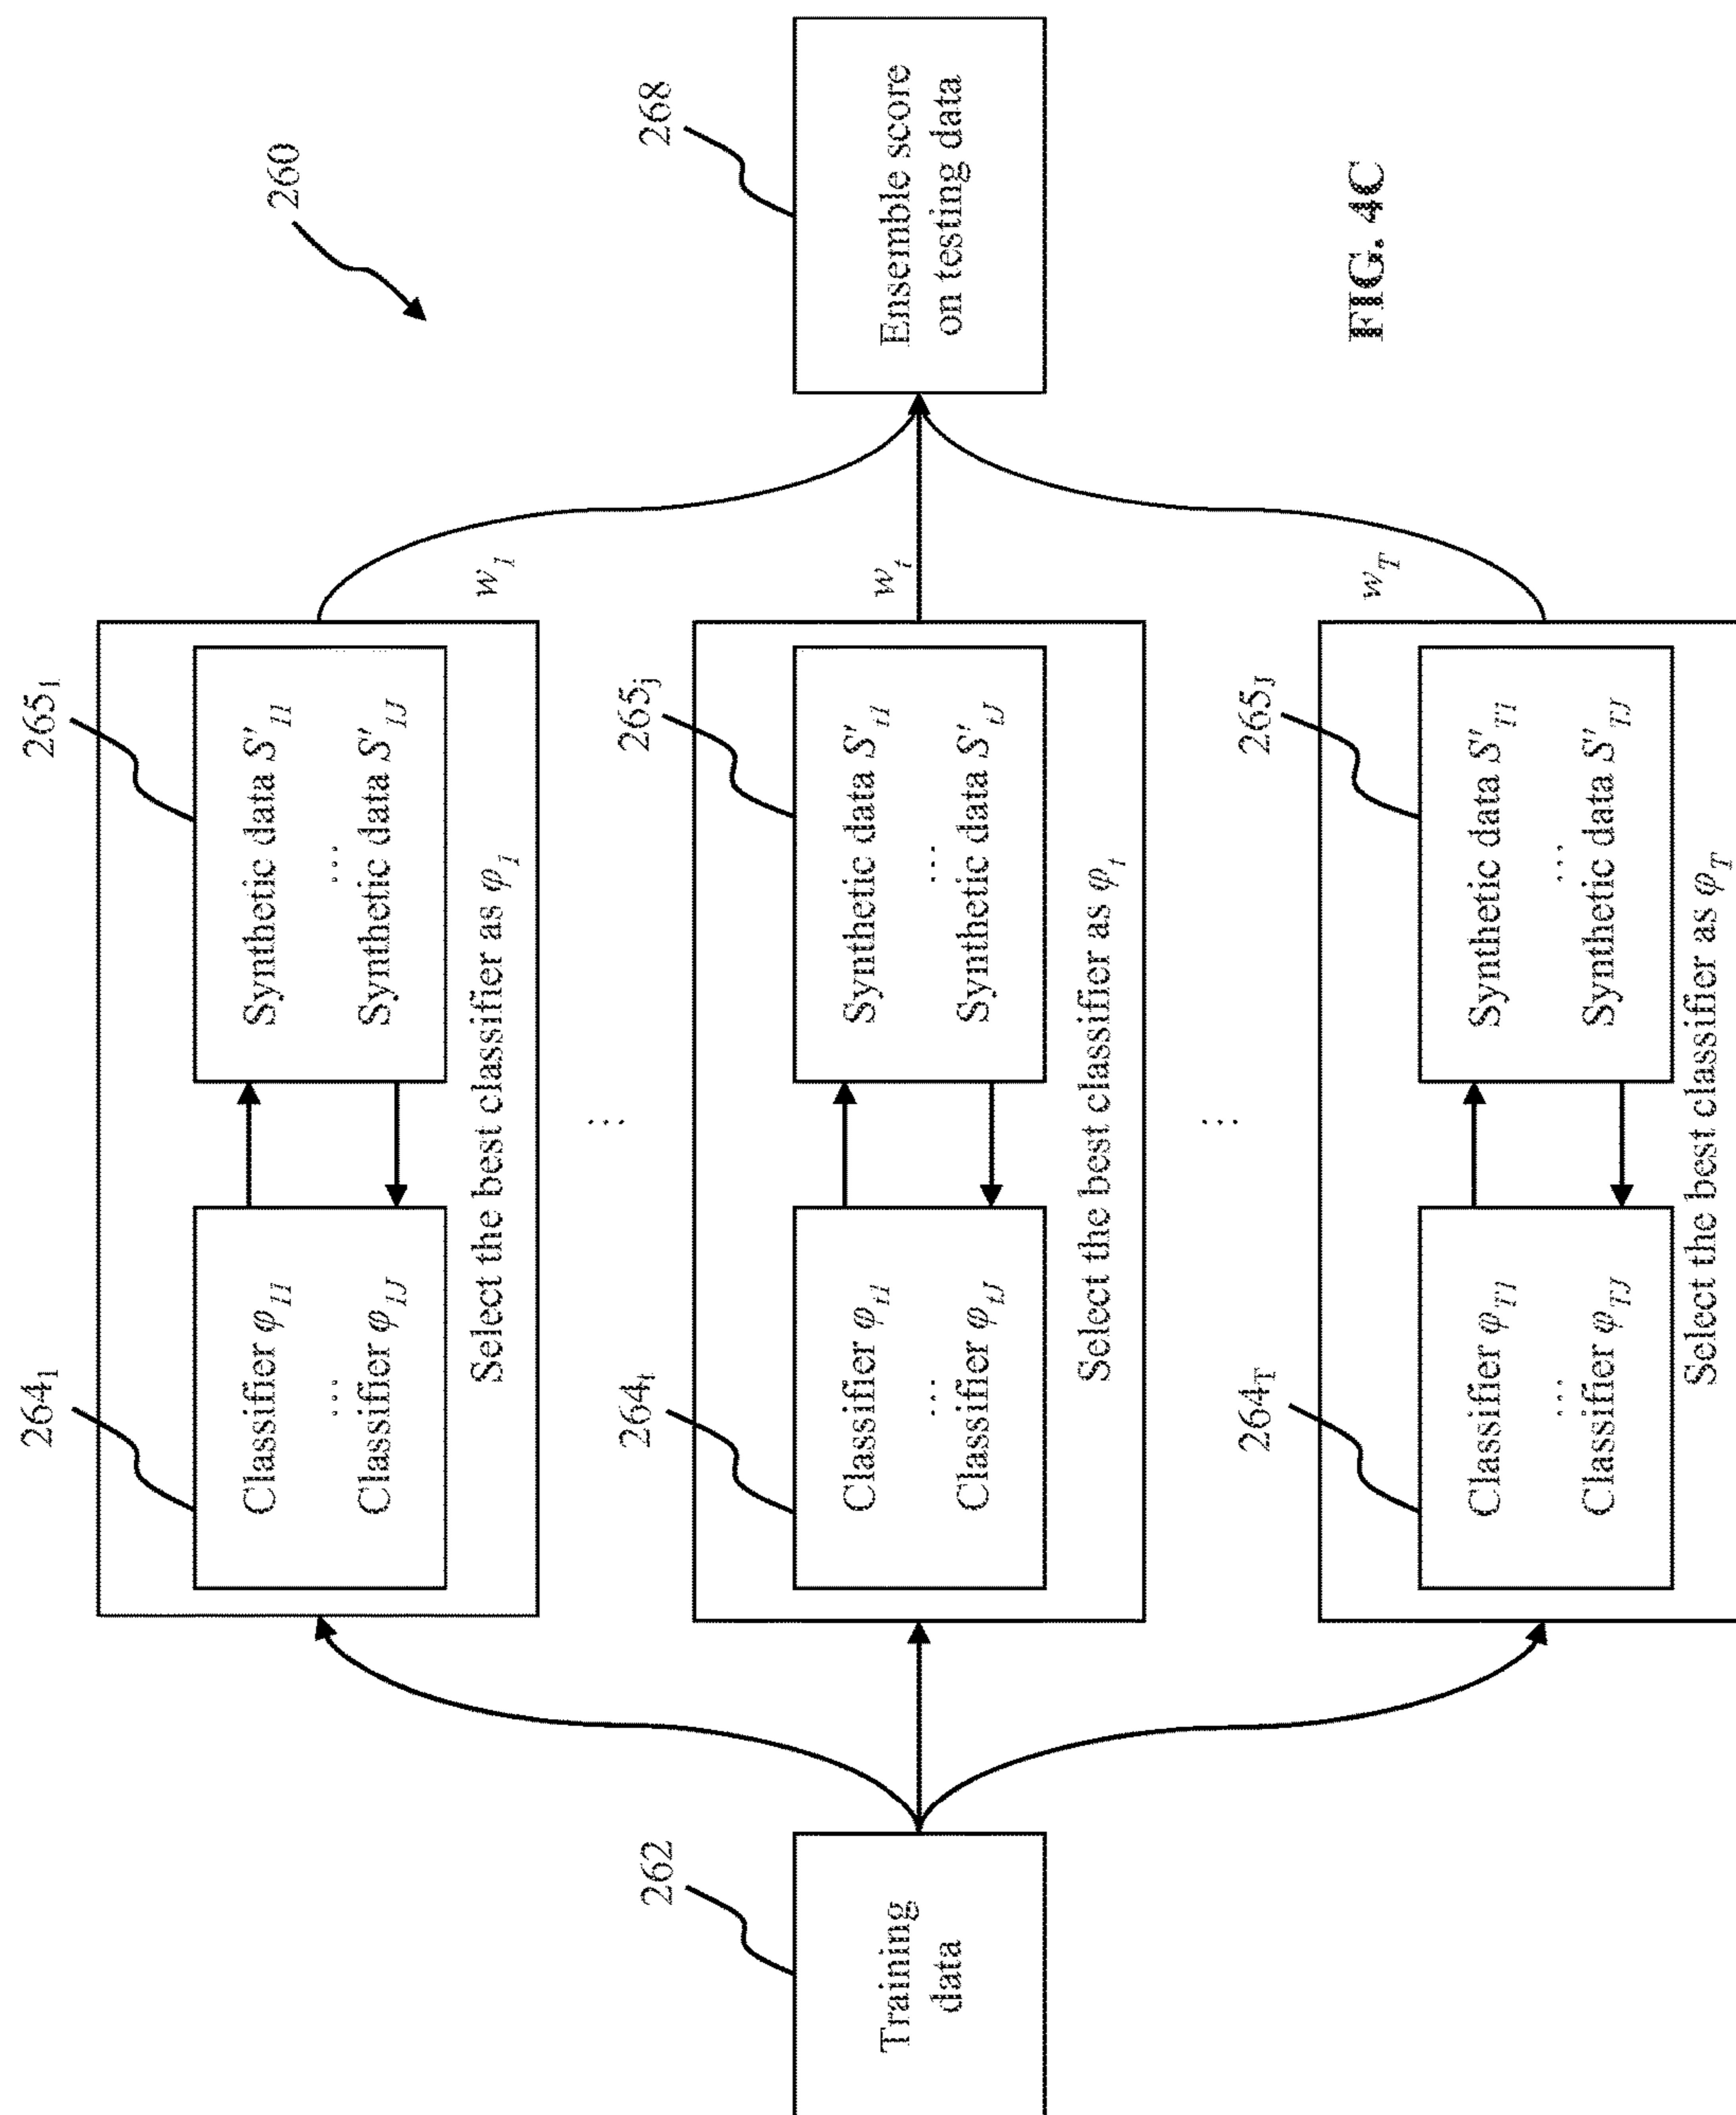 260
262
Training
data
264₁
Classifier φ₁₁
...
Classifier φ₁J
265₁
Synthetic data S'₁₁
...
Synthetic data S'₁J
Select the best classifier as φ₁
w₁
⋮
264t
Classifier φt1
...
Classifier φtJ
265j
Synthetic data S't1
...
Synthetic data S'tJ
Select the best classifier as φt
wt
⋮
264T
Classifier φT1
...
Classifier φTJ
265J
Synthetic data S'T1
...
Synthetic data S'TJ
Select the best classifier as φT
wT
268
Ensemble score
on testing data
FIG. 4C